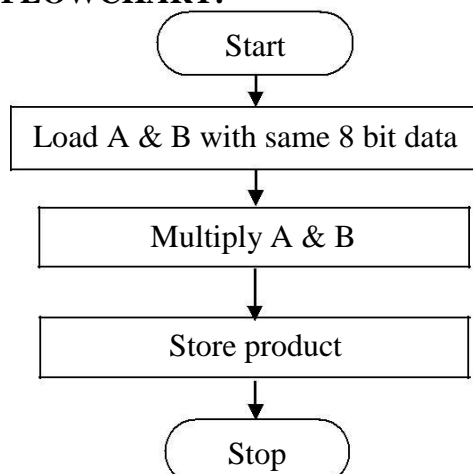 FLOWCHART:
Start
Load A & B with same 8 bit data
Multiply A & B
Store product
Stop